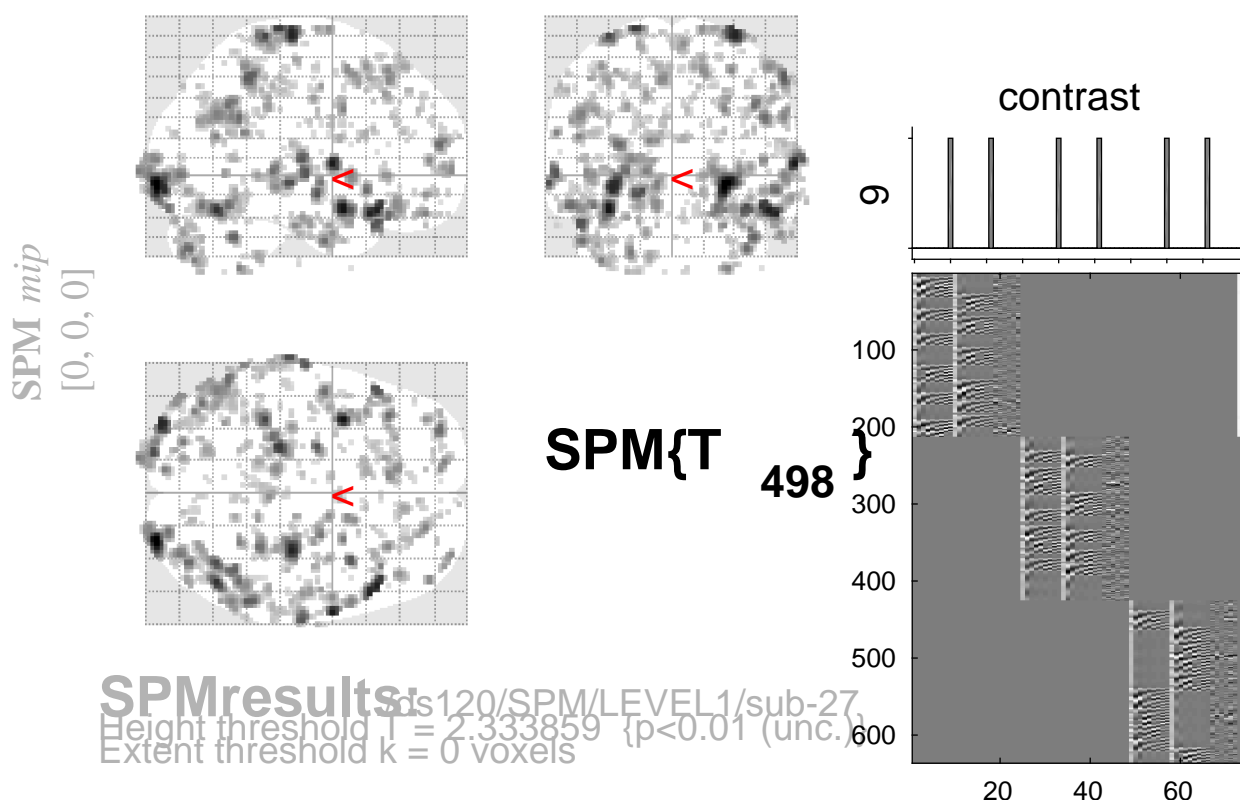 SPM mip
[0, 0, 0]
<
<
<
SPM{T498}
contrast
9
100
200
300
400
500
600
20
40
60
SPMresults: /ds120/SPM/LEVEL1/sub-27
Height threshold T = 2.333859 {p<0.01 (unc.)}
Extent threshold k = 0 voxels